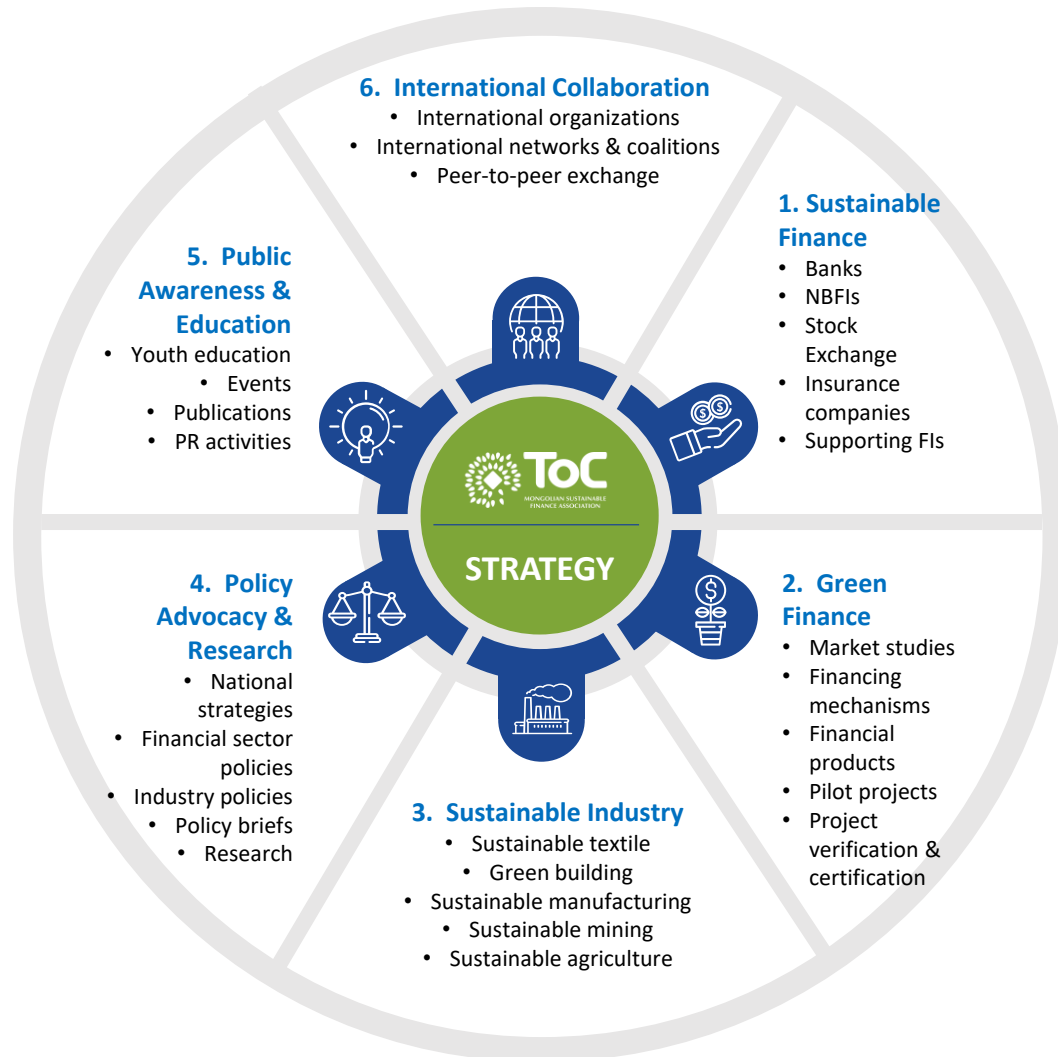 6. International Collaboration
• International organizations
• International networks & coalitions
• Peer-to-peer exchange
1. Sustainable
Finance
• Banks
• NBFIs
• Stock
Exchange
• Insurance
companies
• Supporting FIs
5. Public
Awareness &
Education
• Youth education
• Events
• Publications
• PR activities
ToC
MONGOLIAN SUSTAINABLE
FINANCE ASSOCIATION
STRATEGY
2. Green
Finance
• Market studies
• Financing
mechanisms
• Financial
products
• Pilot projects
• Project
verification &
certification
4. Policy
Advocacy &
Research
• National
strategies
• Financial sector
policies
• Industry policies
• Policy briefs
• Research
3. Sustainable Industry
• Sustainable textile
• Green building
• Sustainable manufacturing
• Sustainable mining
• Sustainable agriculture